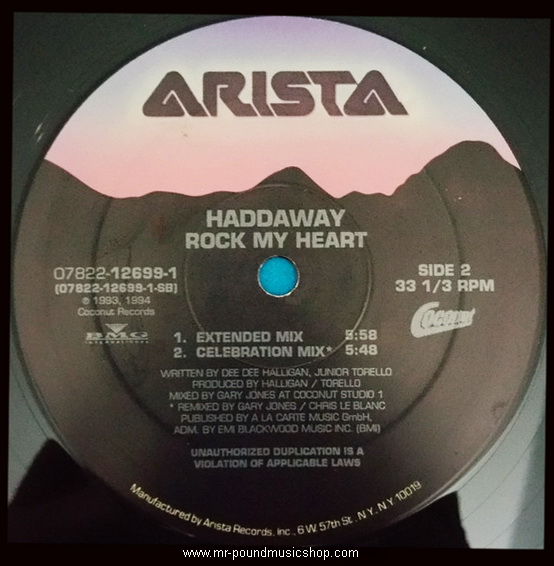 ARISTA
HADDAWAY
ROCK MY HEART
07822-12699-1
(07822-12699-1-SB)
℗ 1993, 1994
Coconut Records
BMG
INTERNATIONAL
SIDE 2
33 1/3 RPM
Coconut
1. EXTENDED MIX 5:58
2. CELEBRATION MIX* 5:48
WRITTEN BY DEE DEE HALLIGAN, JUNIOR TORELLO
PRODUCED BY HALLIGAN / TORELLO
MIXED BY GARY JONES AT COCONUT STUDIO 1
* REMIXED BY GARY JONES / CHRIS LE BLANC
PUBLISHED BY A LA CARTE MUSIC GmbH,
ADM. BY EMI BLACKWOOD MUSIC INC. (BMI)
UNAUTHORIZED DUPLICATION IS A
VIOLATION OF APPLICABLE LAWS
Manufactured by Arista Records, Inc., 6 W. 57th St., N.Y., N.Y. 10019
www.mr-poundmusicshop.com